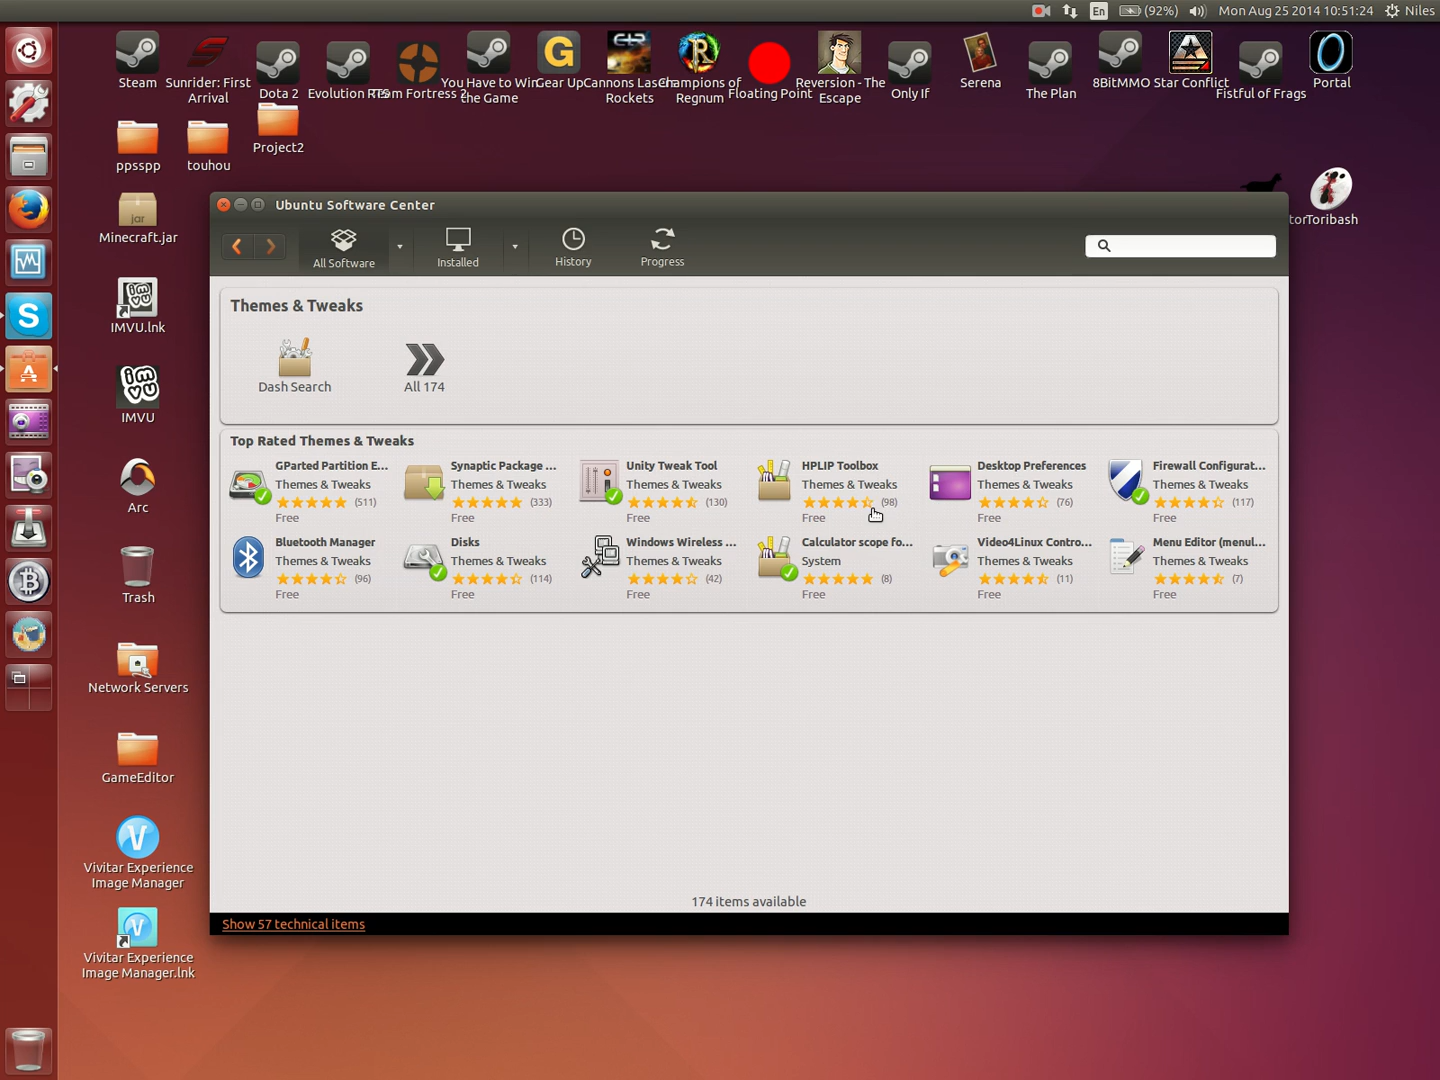 En (92%) Mon Aug 25 2014 10:51:24 Niles
Steam
Sunrider: First
Arrival
Dota 2
Evolution RTS
Team Fortress 2
You Have to Win
the Game
Gear Up
Cannons Lasers
Rockets
Champions of
Regnum
Floating Point
Reversion - The
Escape
Only If
Serena
The Plan
8BitMMO
Star Conflict
Fistful of Frags
Portal
ppsspp
touhou
Project2
tor
Toribash
jar
Minecraft.jar
IMVU.lnk
IMVU
Arc
Trash
Network Servers
GameEditor
Vivitar Experience
Image Manager
Vivitar Experience
Image Manager.lnk
Ubuntu Software Center
All Software
Installed
History
Progress
Themes & Tweaks
Dash Search
All 174
Top Rated Themes & Tweaks
GParted Partition E...
Themes & Tweaks
(511)
Free
Synaptic Package ...
Themes & Tweaks
(333)
Free
Unity Tweak Tool
Themes & Tweaks
(130)
Free
HPLIP Toolbox
Themes & Tweaks
(98)
Free
Desktop Preferences
Themes & Tweaks
(76)
Free
Firewall Configurat...
Themes & Tweaks
(117)
Free
Bluetooth Manager
Themes & Tweaks
(96)
Free
Disks
Themes & Tweaks
(114)
Free
Windows Wireless ...
Themes & Tweaks
(42)
Free
Calculator scope fo...
System
(8)
Free
Video4Linux Contro...
Themes & Tweaks
(11)
Free
Menu Editor (menul...
Themes & Tweaks
(7)
Free
174 items available
Show 57 technical items